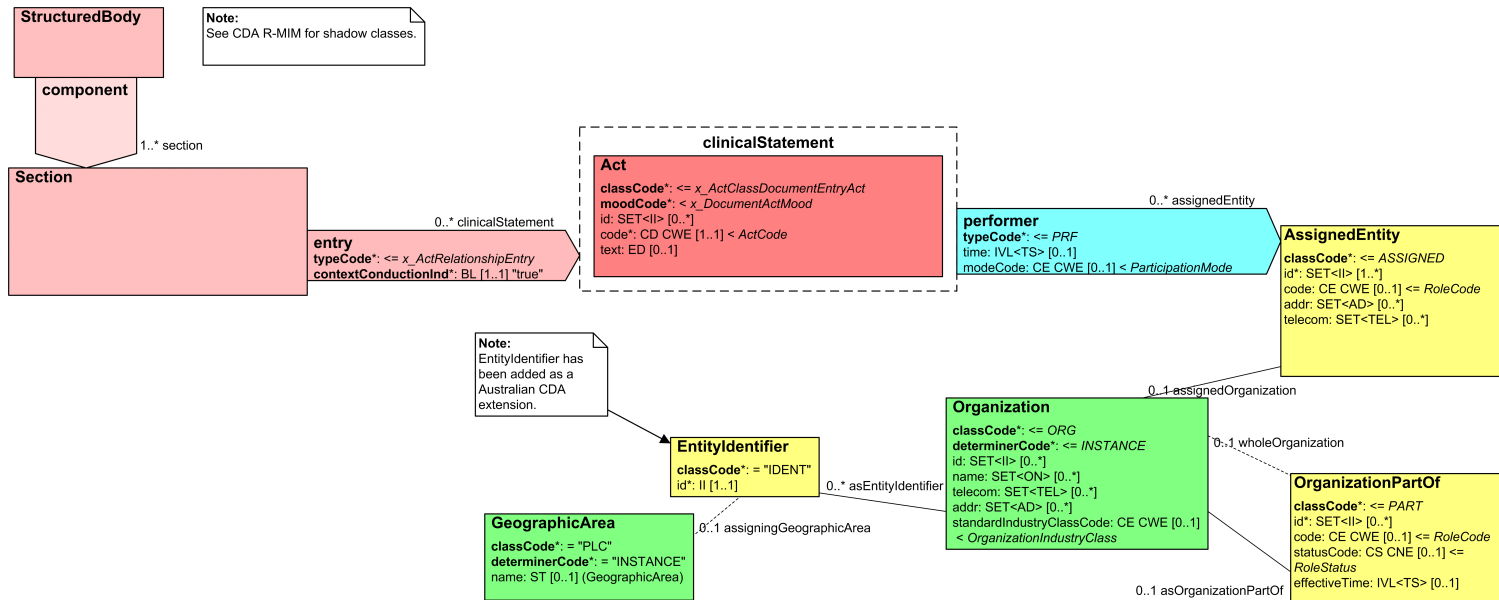 StructuredBody
Note:
See CDA R-MIM for shadow classes.
component
1..* section
Section
clinicalStatement
Act
classCode*: <= x_ActClassDocumentEntryAct
moodCode*: < x_DocumentActMood
id: SET<II> [0..*]
code*: CD CWE [1..1] < ActCode
text: ED [0..1]
0..* clinicalStatement
entry
typeCode*: <= x_ActRelationshipEntry
contextConductionInd*: BL [1..1] "true"
0..* assignedEntity
performer
typeCode*: <= PRF
time: IVL<TS> [0..1]
modeCode: CE CWE [0..1] < ParticipationMode
AssignedEntity
classCode*: <= ASSIGNED
id*: SET<II> [1..*]
code: CE CWE [0..1] <= RoleCode
addr: SET<AD> [0..*]
telecom: SET<TEL> [0..*]
Note:
EntityIdentifier has
been added as a
Australian CDA
extension.
0..1 assignedOrganization
Organization
classCode*: <= ORG
determinerCode*: <= INSTANCE
id: SET<II> [0..*]
name: SET<ON> [0..*]
telecom: SET<TEL> [0..*]
addr: SET<AD> [0..*]
standardIndustryClassCode: CE CWE [0..1]
< OrganizationIndustryClass
0..1 wholeOrganization
EntityIdentifier
classCode*: = "IDENT"
id*: II [1..1]
0..* asEntityIdentifier
OrganizationPartOf
classCode*: <= PART
id*: SET<II> [0..*]
code: CE CWE [0..1] <= RoleCode
statusCode: CS CNE [0..1] <=
RoleStatus
effectiveTime: IVL<TS> [0..1]
GeographicArea
classCode*: = "PLC"
determinerCode*: = "INSTANCE"
name: ST [0..1] (GeographicArea)
0..1 assigningGeographicArea
0..1 asOrganizationPartOf